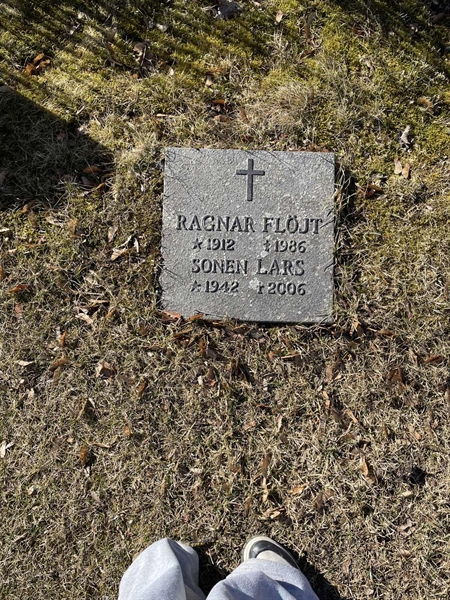 RAGNAR FLÖJT
★1912 †1986
SONEN LARS
★1942 †2006